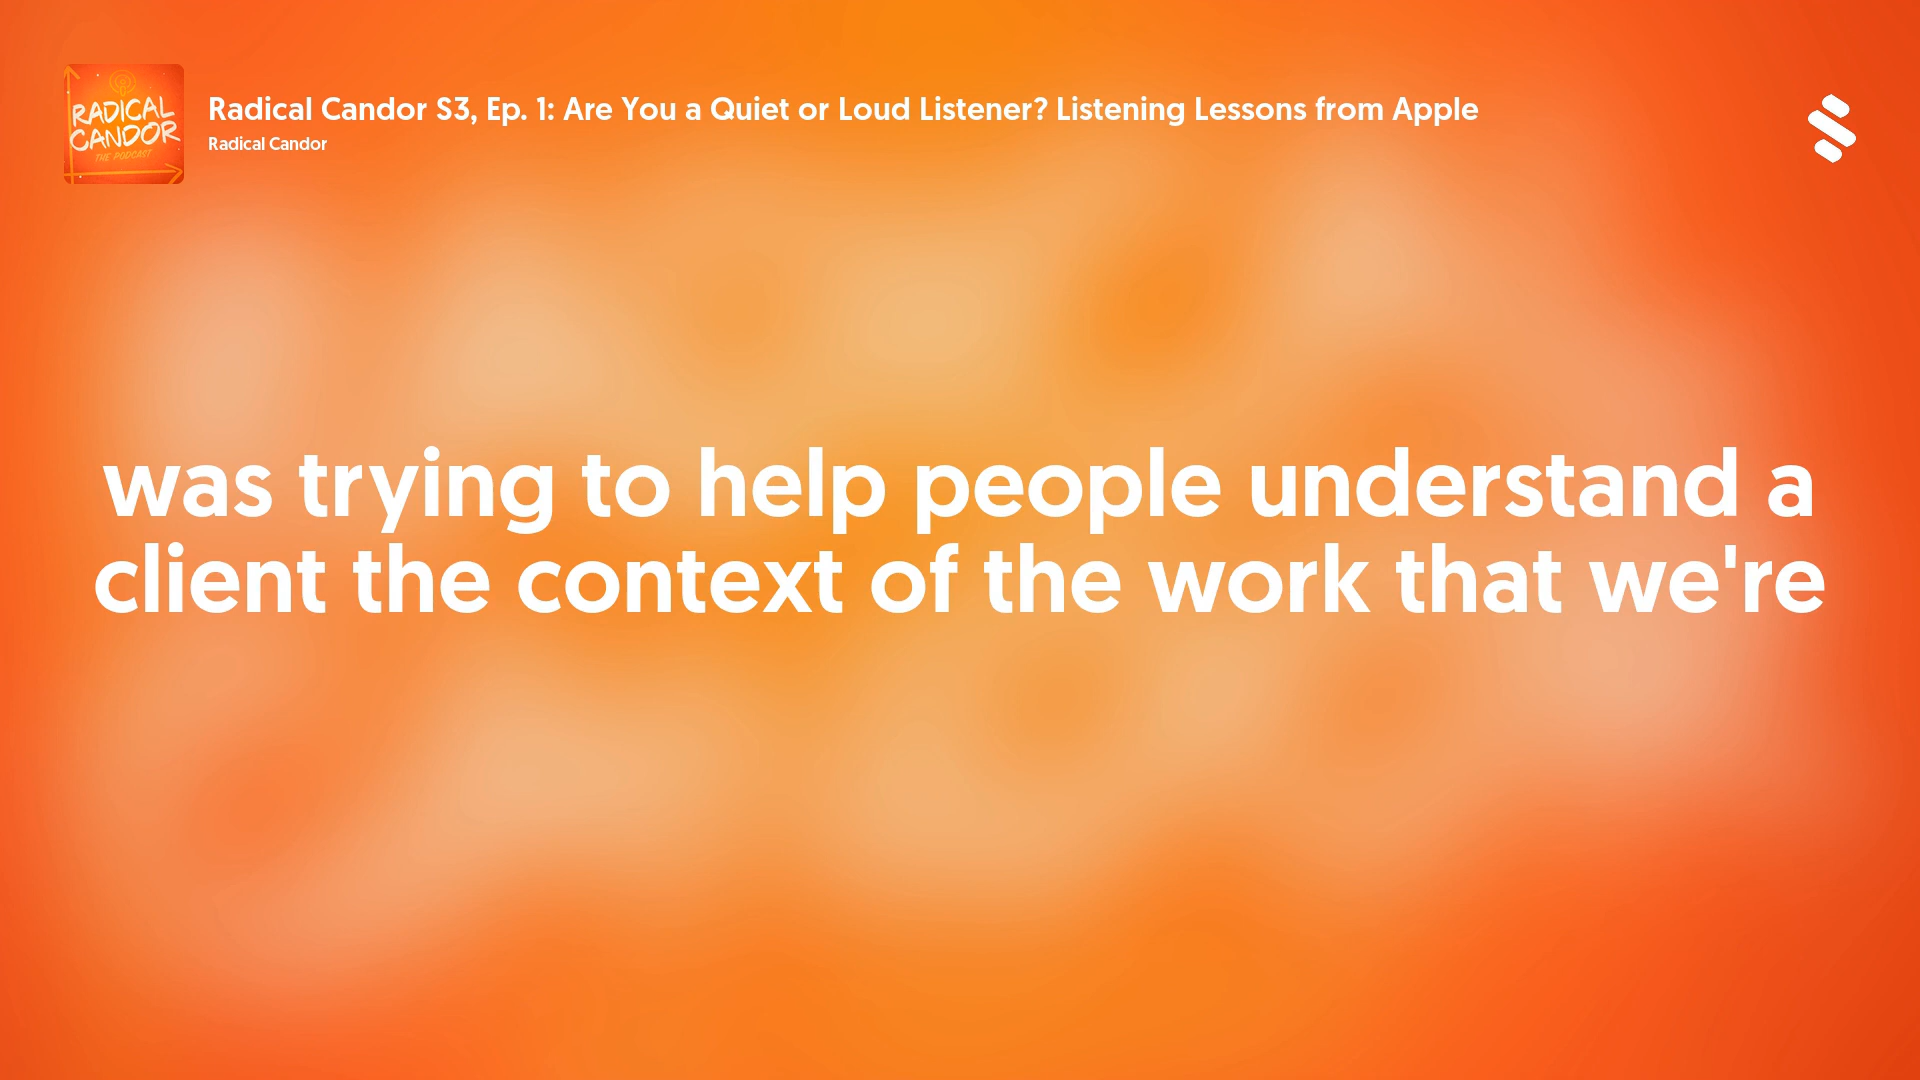 RADICAL
CANDOR
THE PODCAST
Radical Candor S3, Ep. 1: Are You a Quiet or Loud Listener? Listening Lessons from Apple
Radical Candor
was trying to help people understand a
client the context of the work that we're